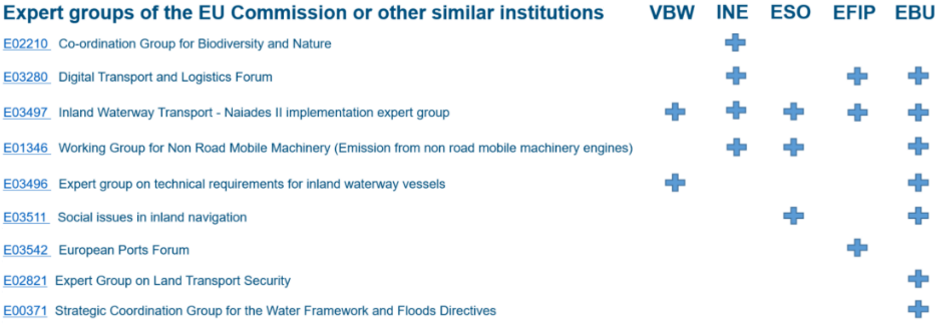 Expert groups of the EU Commission or other similar institutions VBW INE ESO EFIP EBU
E02210 Co-ordination Group for Biodiversity and Nature
E03280 Digital Transport and Logistics Forum
E03497 Inland Waterway Transport - Naiades II implementation expert group
E01346 Working Group for Non Road Mobile Machinery (Emission from non road mobile machinery engines)
E03496 Expert group on technical requirements for inland waterway vessels
E03511 Social issues in inland navigation
E03542 European Ports Forum
E02821 Expert Group on Land Transport Security
E00371 Strategic Coordination Group for the Water Framework and Floods Directives